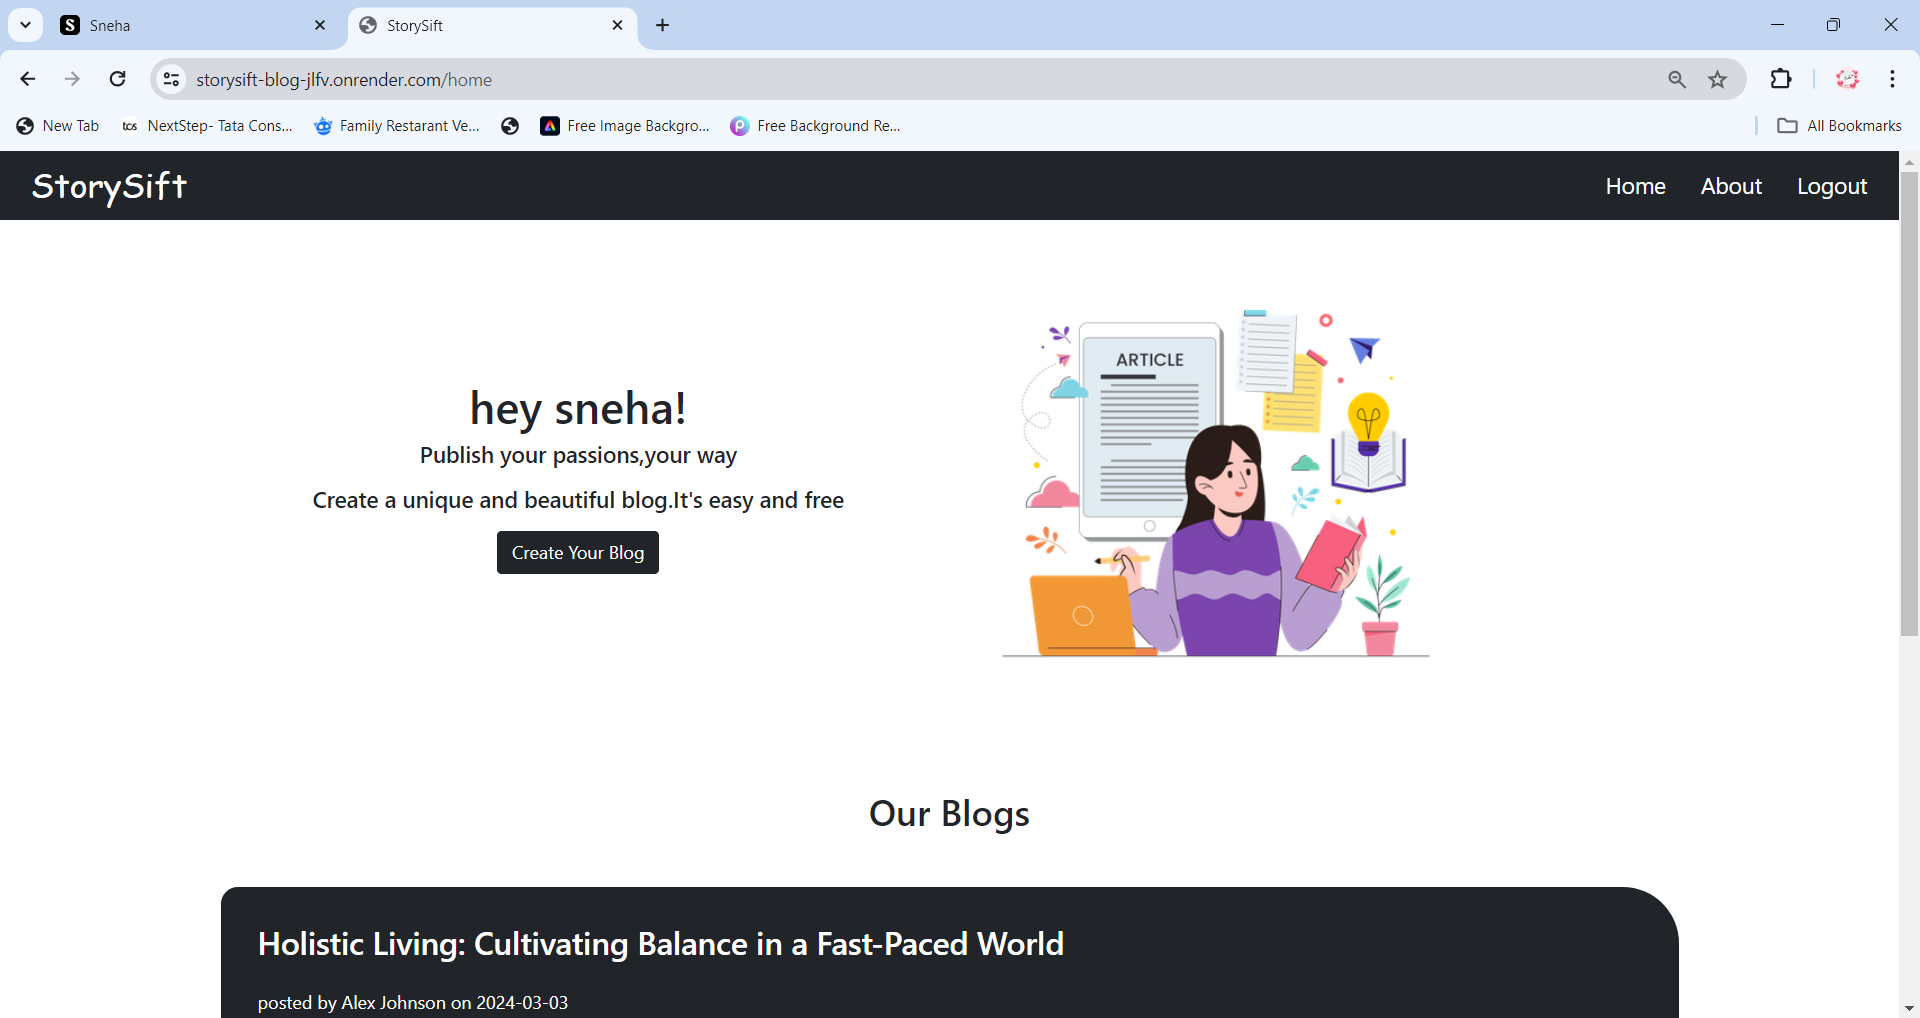 Sneha
StorySift
storysift-blog-jlfv.onrender.com/home
New Tab
tcs NextStep- Tata Cons...
Family Restarant Ve...
Free Image Backgro...
Free Background Re...
All Bookmarks
StorySift
Home About Logout
hey sneha!
Publish your passions,your way
Create a unique and beautiful blog.It's easy and free
Create Your Blog
ARTICLE
Our Blogs
Holistic Living: Cultivating Balance in a Fast-Paced World
posted by Alex Johnson on 2024-03-03